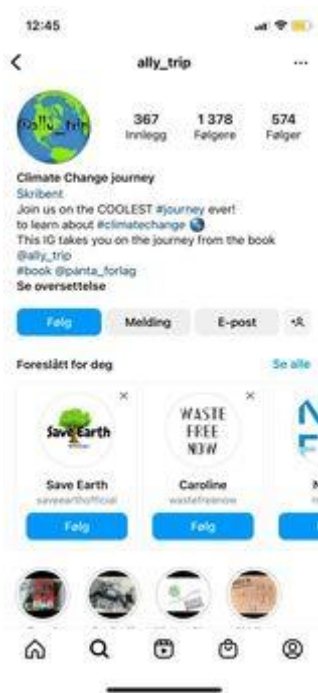 12:45
ally_trip
@ally_trip
367
Innlegg
1 378
Følgere
574
Følger
Climate Change journey
Skribent
Join us on the COOLEST #journey ever!
to learn about #climatechange
This IG takes you on the journey from the book
@ally_trip
#book @panta_forlag
Se oversettelse
Følg
Melding
E-post
Foreslått for deg
Se alle
Save Earth
WASTE
FREE
NOW
Save Earth
saveearthofficial
Følg
Caroline
wastefreenow
Følg